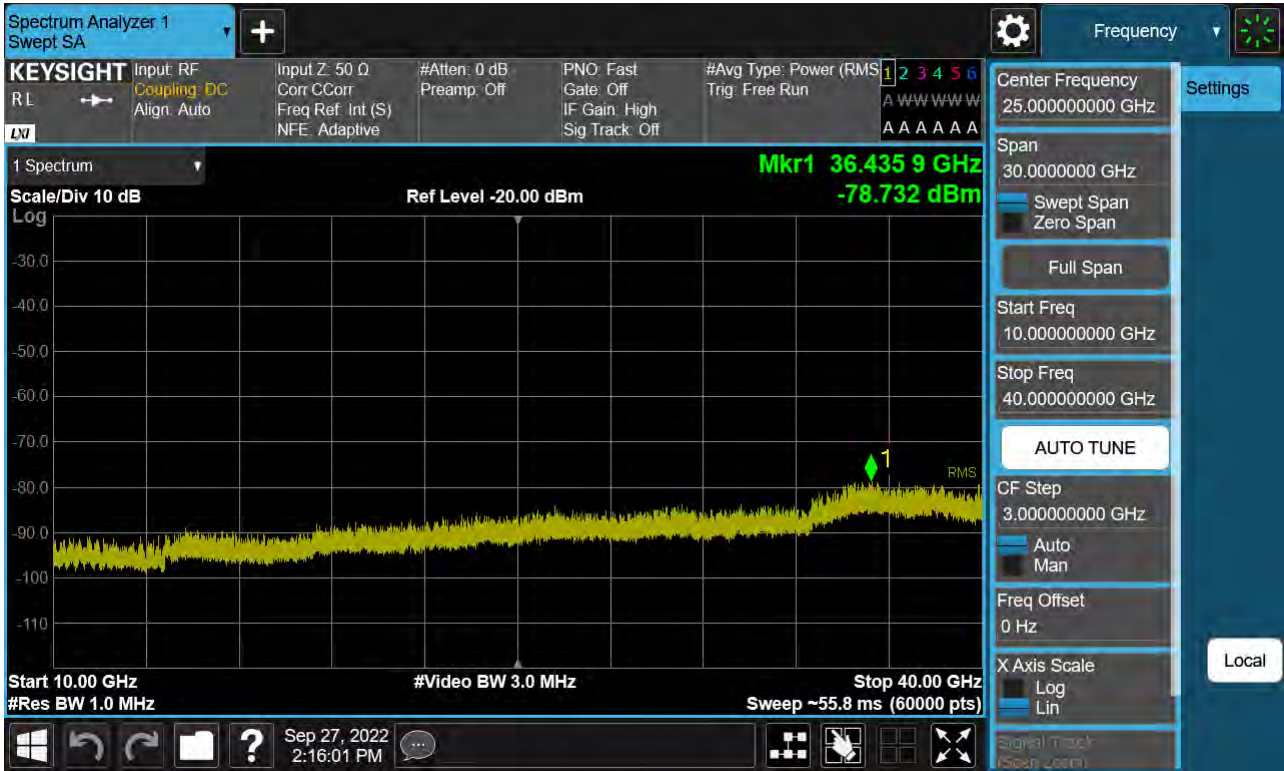 Spectrum Analyzer 1
Swept SA
+
Frequency
KEYSIGHT
R L
LXI
Input: RF
Coupling: DC
Align: Auto
Input Z: 50 Ω
Corr CCorr
Freq Ref: Int (S)
NFE: Adaptive
#Atten: 0 dB
Preamp: Off
PNO: Fast
Gate: Off
IF Gain: High
Sig Track: Off
#Avg Type: Power (RMS
Trig: Free Run
1 2 3 4 5 6
A W W W W W
A A A A A A
1 Spectrum
Mkr1 36.435 9 GHz
Scale/Div 10 dB
Ref Level -20.00 dBm
-78.732 dBm
Log
-30.0
-40.0
-50.0
-60.0
-70.0
-80.0
-90.0
-100
-110
1
RMS
Start 10.00 GHz
#Video BW 3.0 MHz
Stop 40.00 GHz
#Res BW 1.0 MHz
Sweep ~55.8 ms (60000 pts)
?
Sep 27, 2022
2:16:01 PM
Center Frequency
25.000000000 GHz
Span
30.0000000 GHz
Swept Span
Zero Span
Full Span
Start Freq
10.000000000 GHz
Stop Freq
40.000000000 GHz
AUTO TUNE
CF Step
3.000000000 GHz
Auto
Man
Freq Offset
0 Hz
X Axis Scale
Log
Lin
Signal Track
(Span Zoom)
Settings
Local